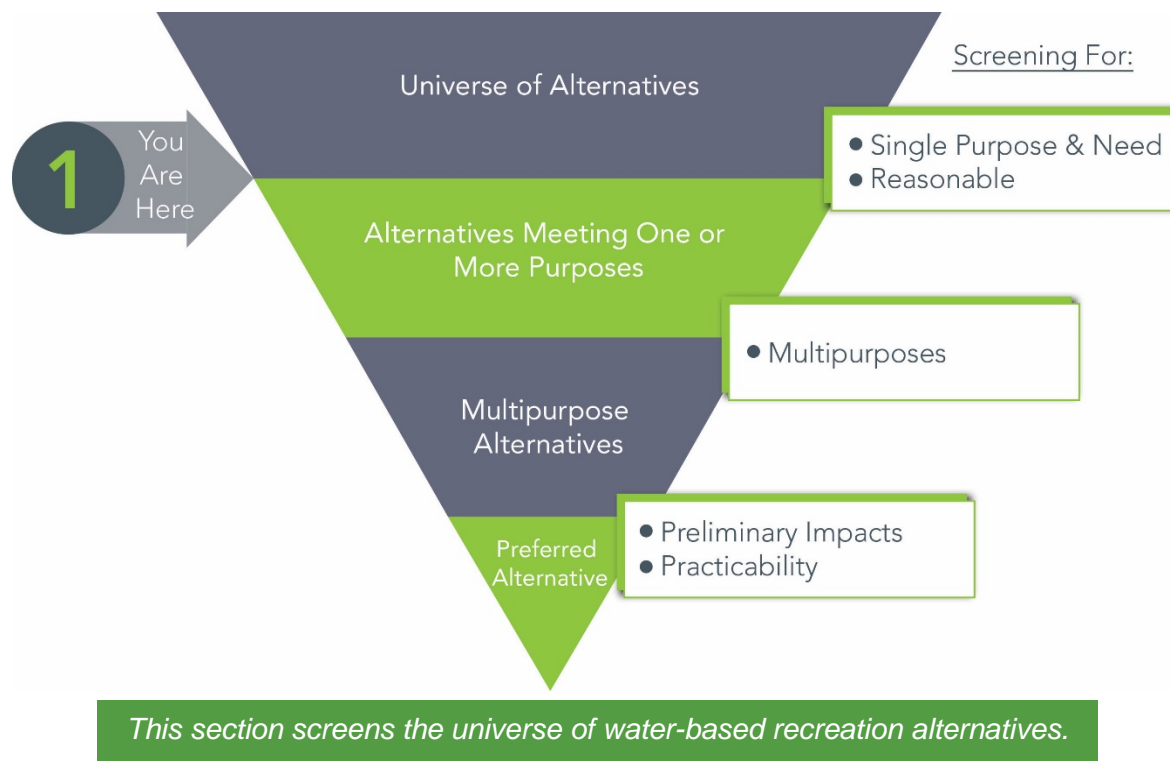 Screening For:
Universe of Alternatives
1
You
Are
Here
● Single Purpose & Need
● Reasonable
Alternatives Meeting One or
More Purposes
● Multipurposes
Multipurpose
Alternatives
Preferred
Alternative
● Preliminary Impacts
● Practicability
This section screens the universe of water-based recreation alternatives.